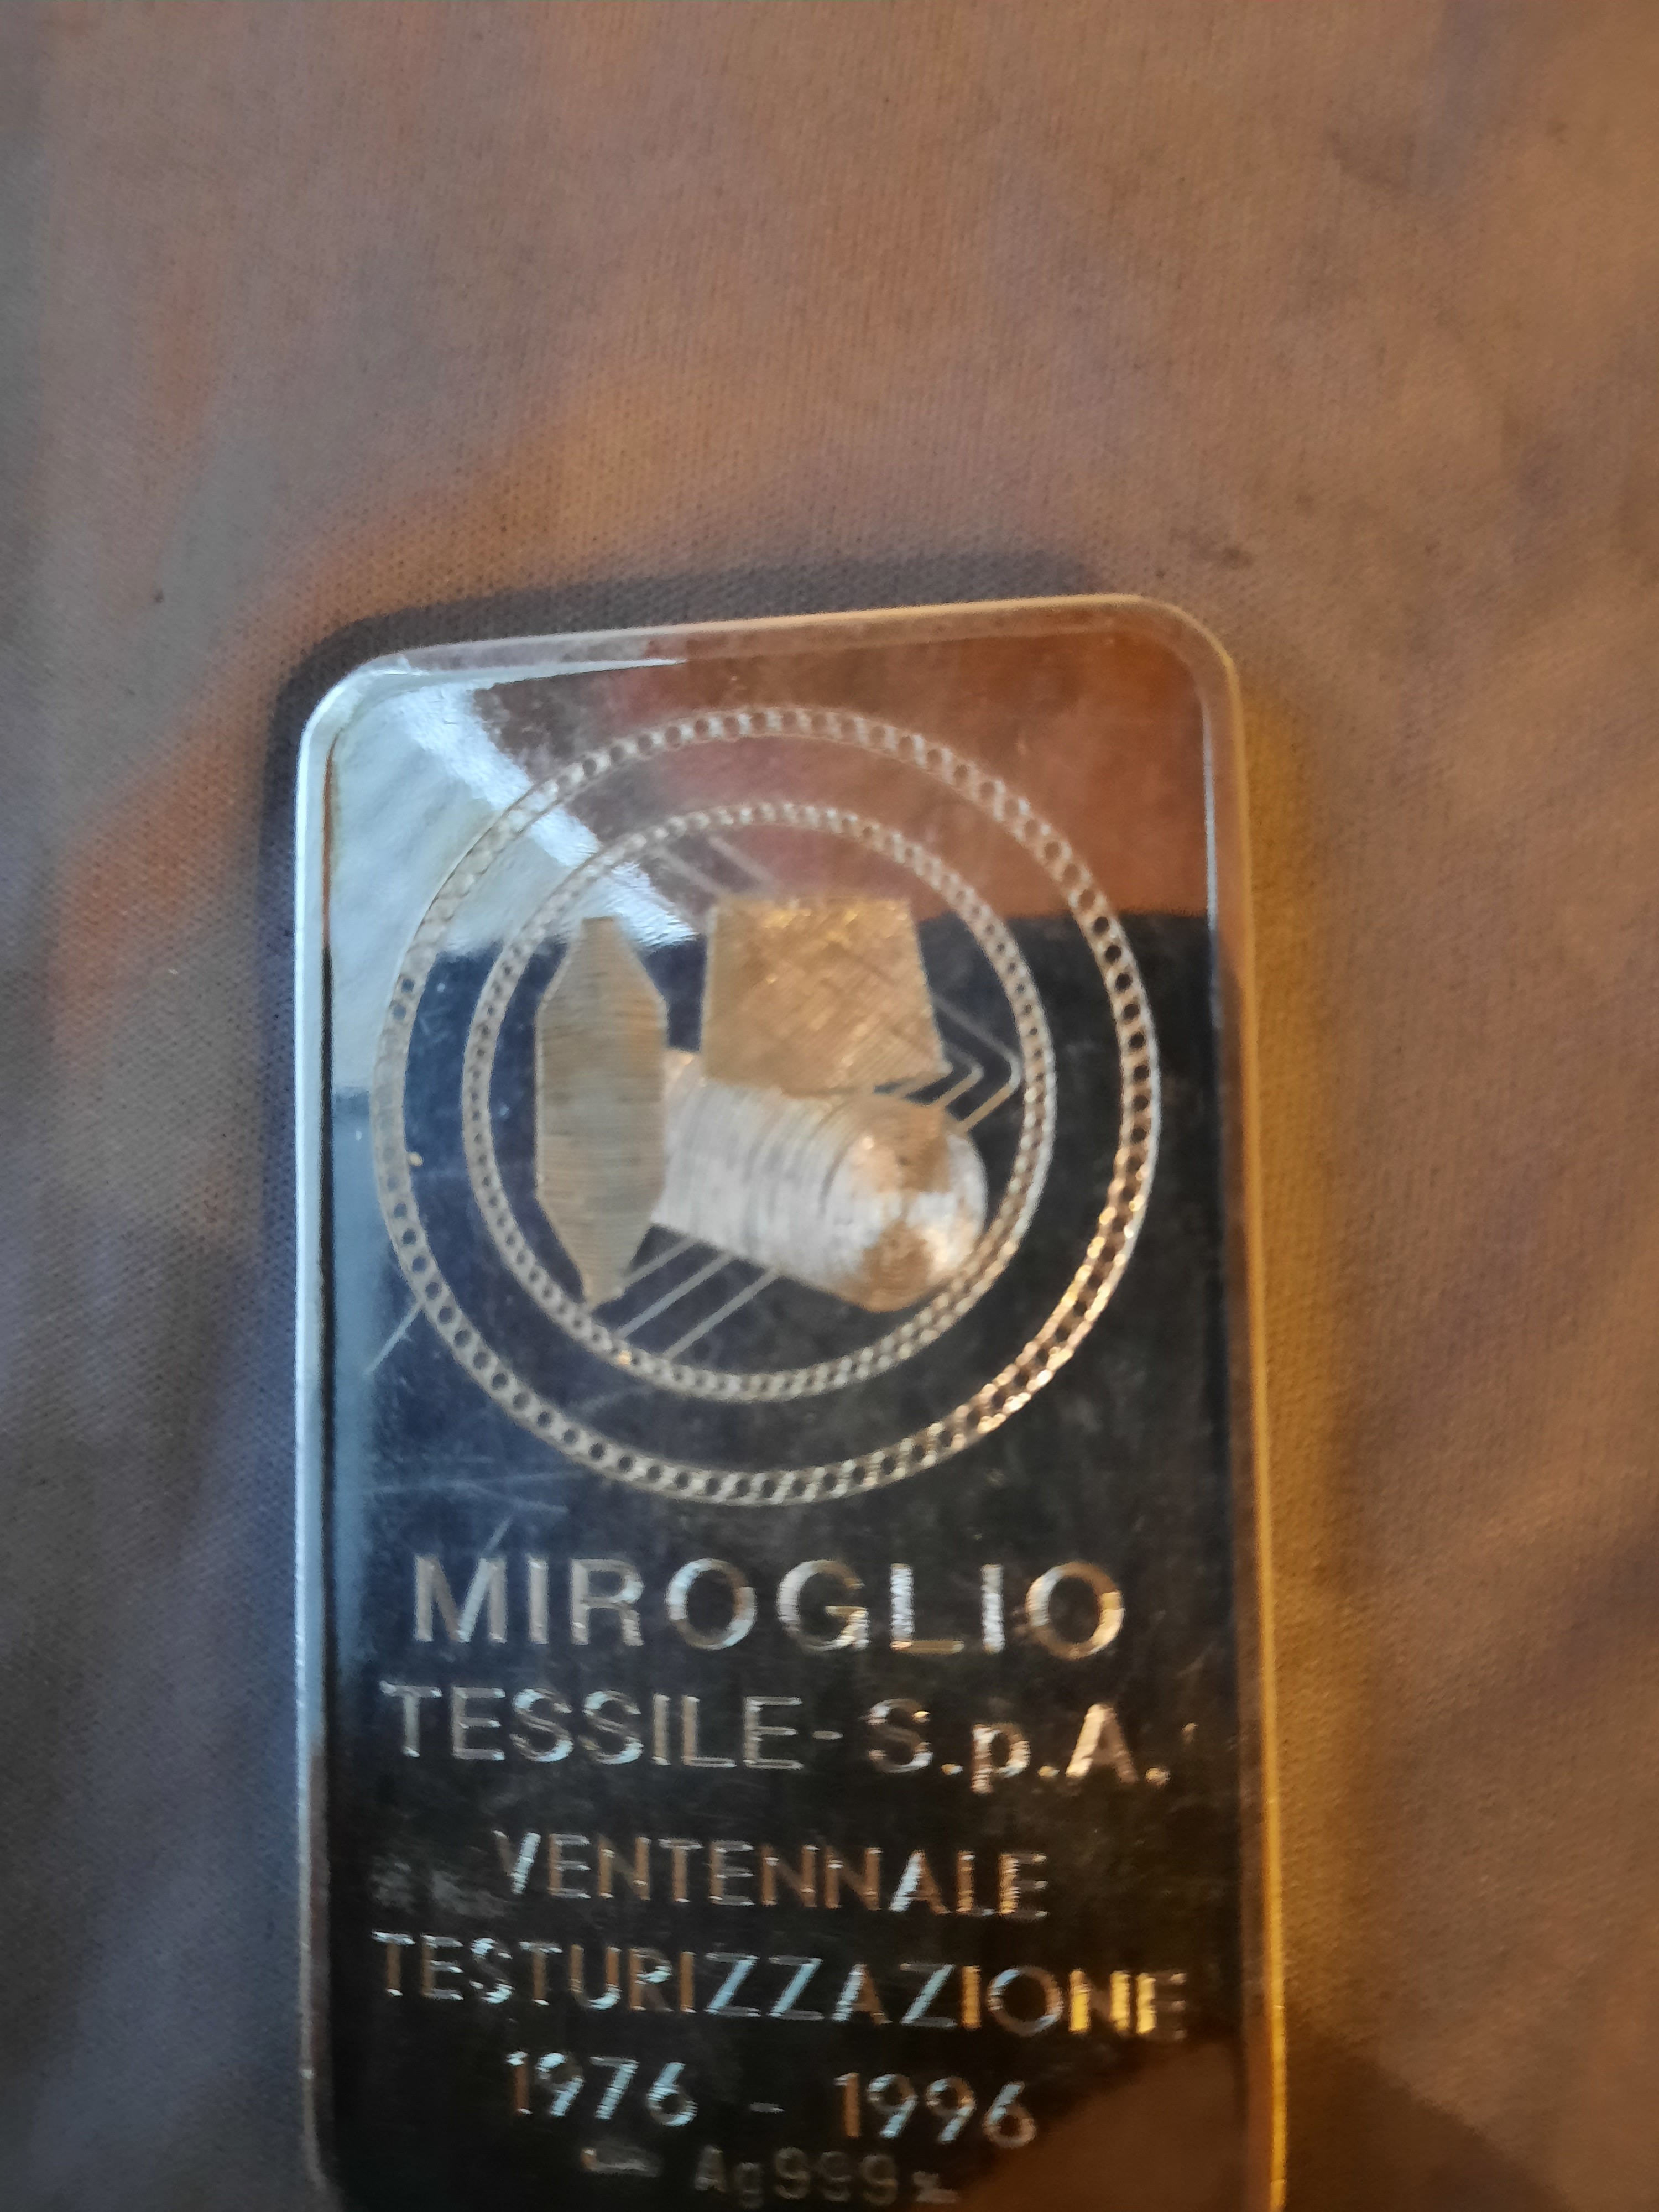 MIROGLIO
TESSILE-S.p.A.
VENTENNALE
TESTURIZZAZIONE
1976 - 1996
Ag999‰